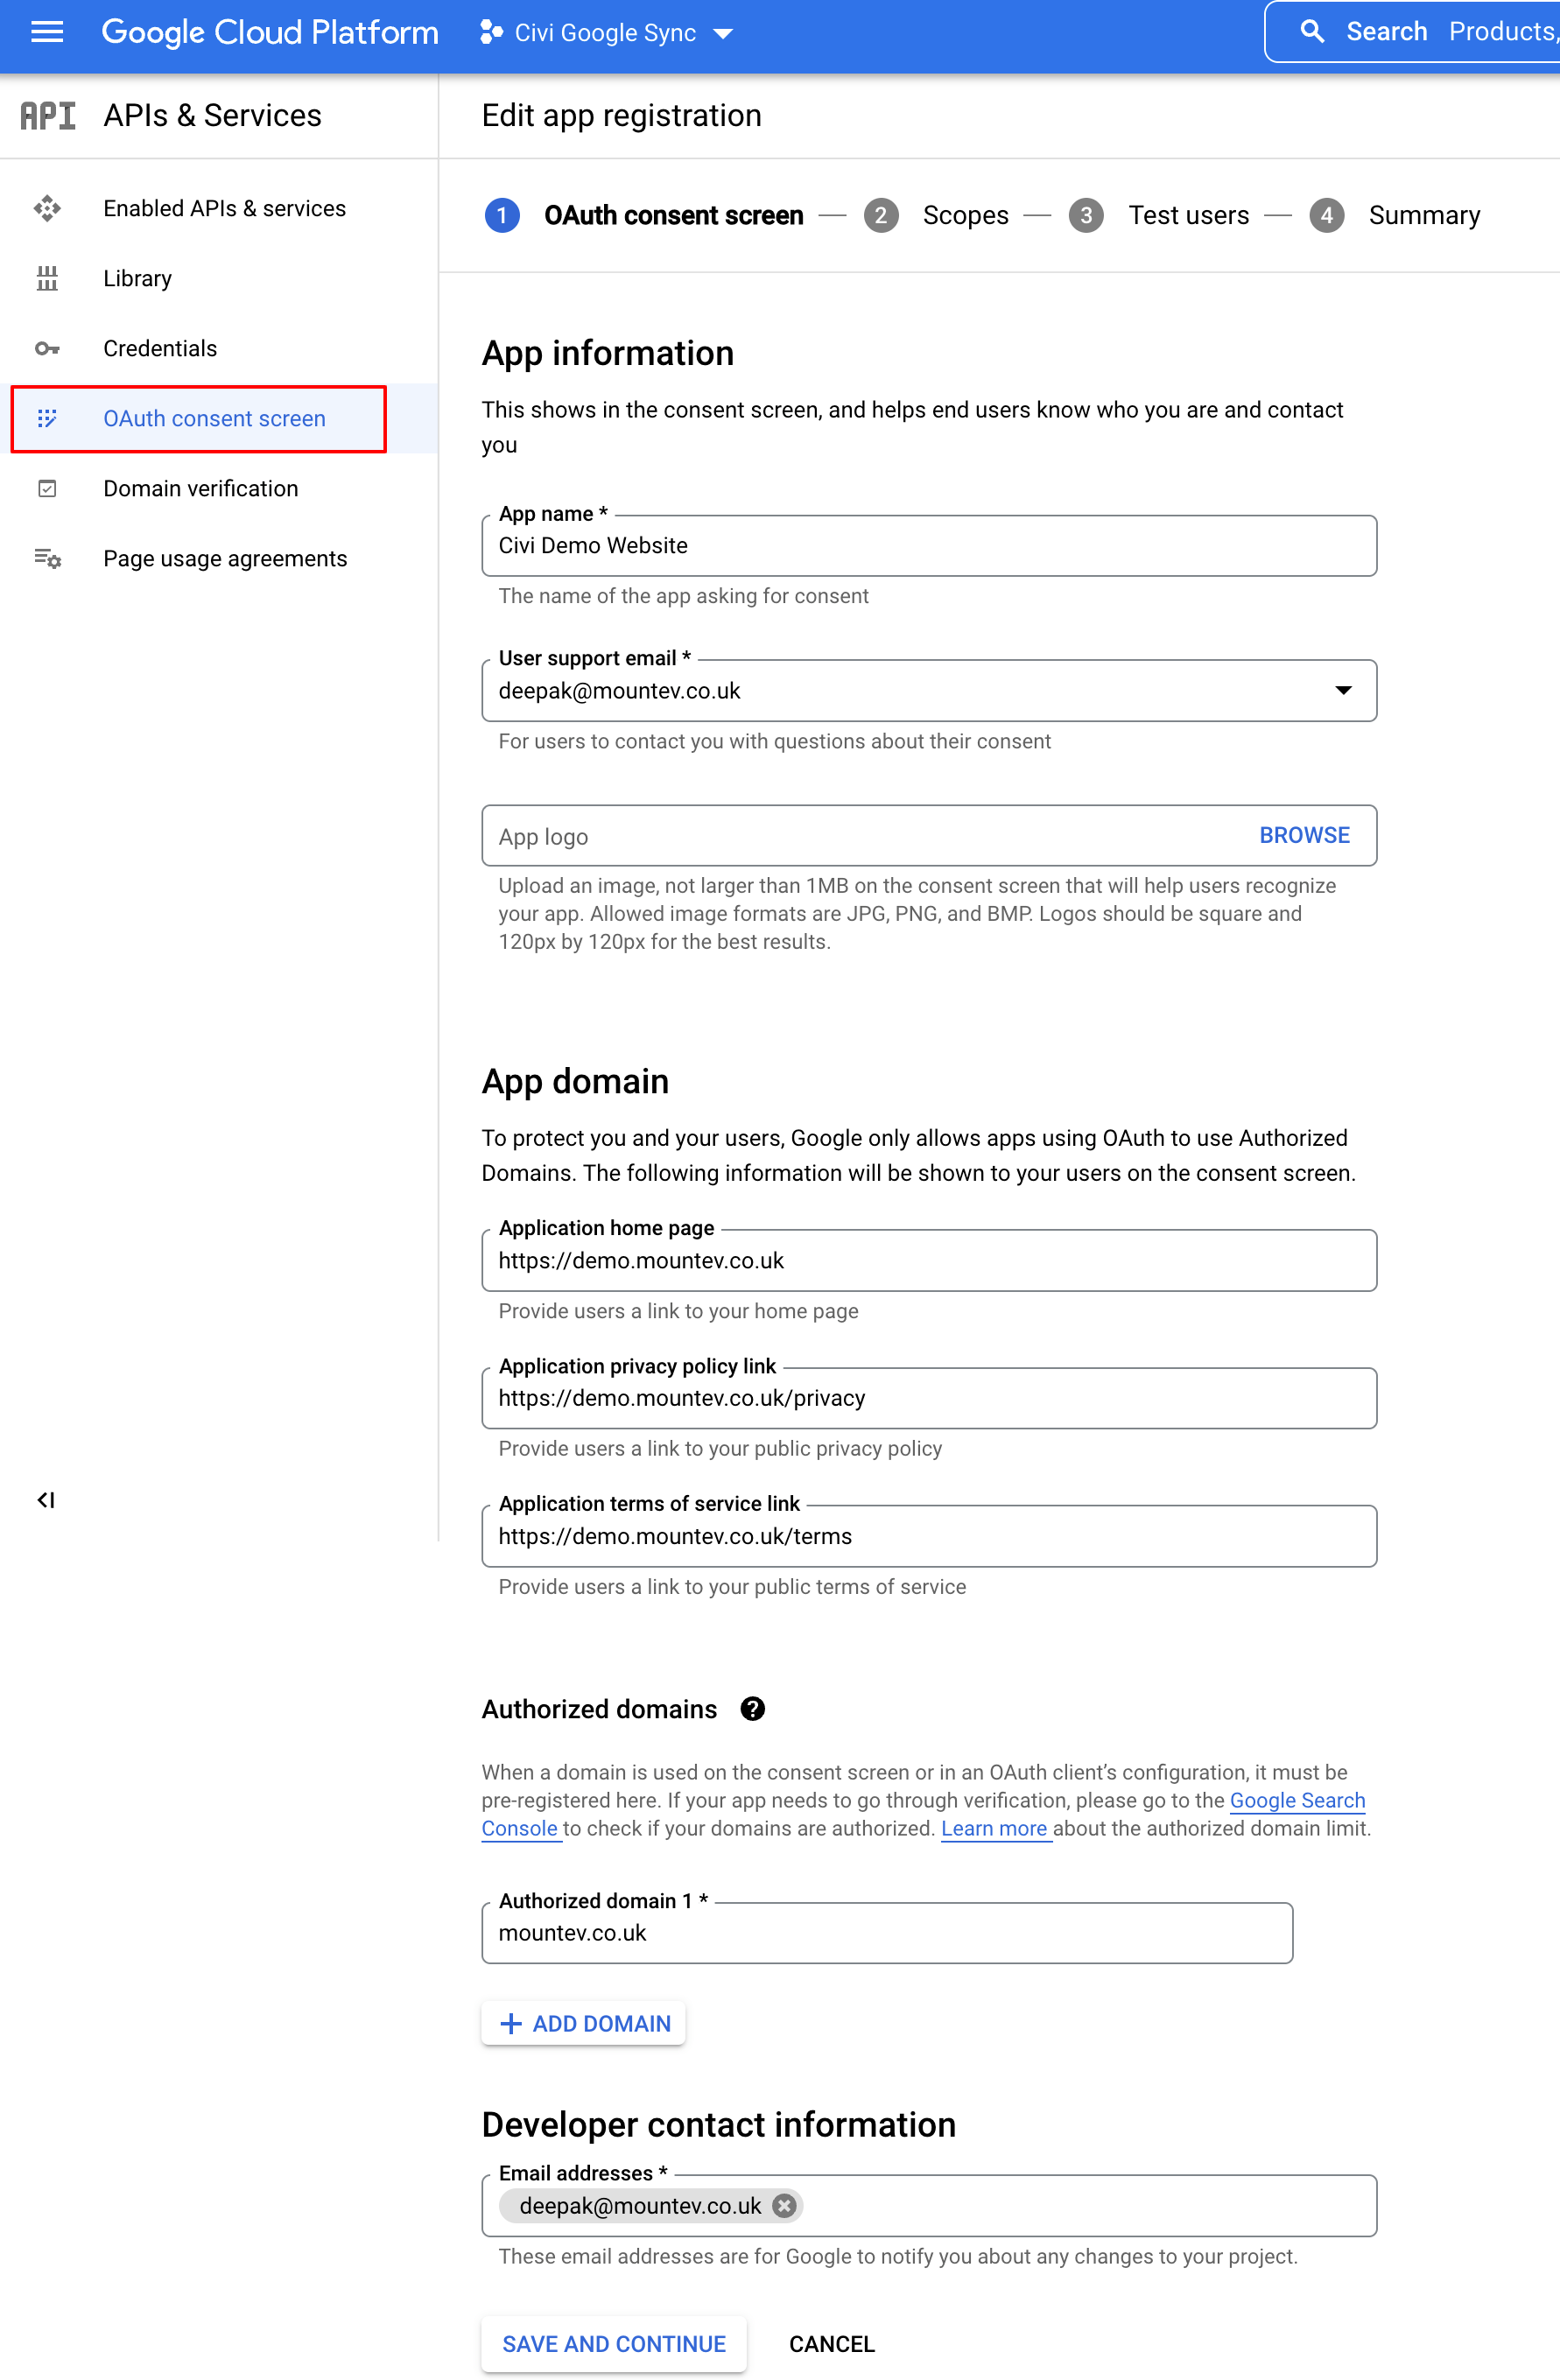 Google Cloud Platform
Civi Google Sync
Search Products,
API APIs & Services
Edit app registration
Enabled APIs & services
Library
Credentials
OAuth consent screen
Domain verification
Page usage agreements
1 OAuth consent screen
2 Scopes
3 Test users
4 Summary
App information
This shows in the consent screen, and helps end users know who you are and contact
you
App name *
Civi Demo Website
The name of the app asking for consent
User support email *
deepak@mountev.co.uk
For users to contact you with questions about their consent
App logo
BROWSE
Upload an image, not larger than 1MB on the consent screen that will help users recognize
your app. Allowed image formats are JPG, PNG, and BMP. Logos should be square and
120px by 120px for the best results.
App domain
To protect you and your users, Google only allows apps using OAuth to use Authorized
Domains. The following information will be shown to your users on the consent screen.
Application home page
https://demo.mountev.co.uk
Provide users a link to your home page
Application privacy policy link
https://demo.mountev.co.uk/privacy
Provide users a link to your public privacy policy
Application terms of service link
https://demo.mountev.co.uk/terms
Provide users a link to your public terms of service
Authorized domains
When a domain is used on the consent screen or in an OAuth client's configuration, it must be
pre-registered here. If your app needs to go through verification, please go to the Google Search
Console to check if your domains are authorized. Learn more about the authorized domain limit.
Authorized domain 1 *
mountev.co.uk
ADD DOMAIN
Developer contact information
Email addresses *
deepak@mountev.co.uk
These email addresses are for Google to notify you about any changes to your project.
SAVE AND CONTINUE
CANCEL